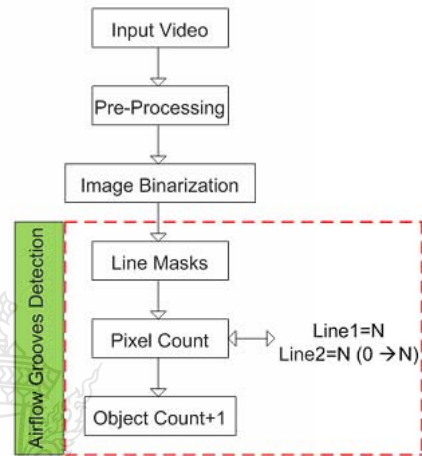 Input Video
Pre-Processing
Image Binarization
Airflow Grooves Detection
Line Masks
Pixel Count
Line1=N
Line2=N (0 →N)
Object Count+1